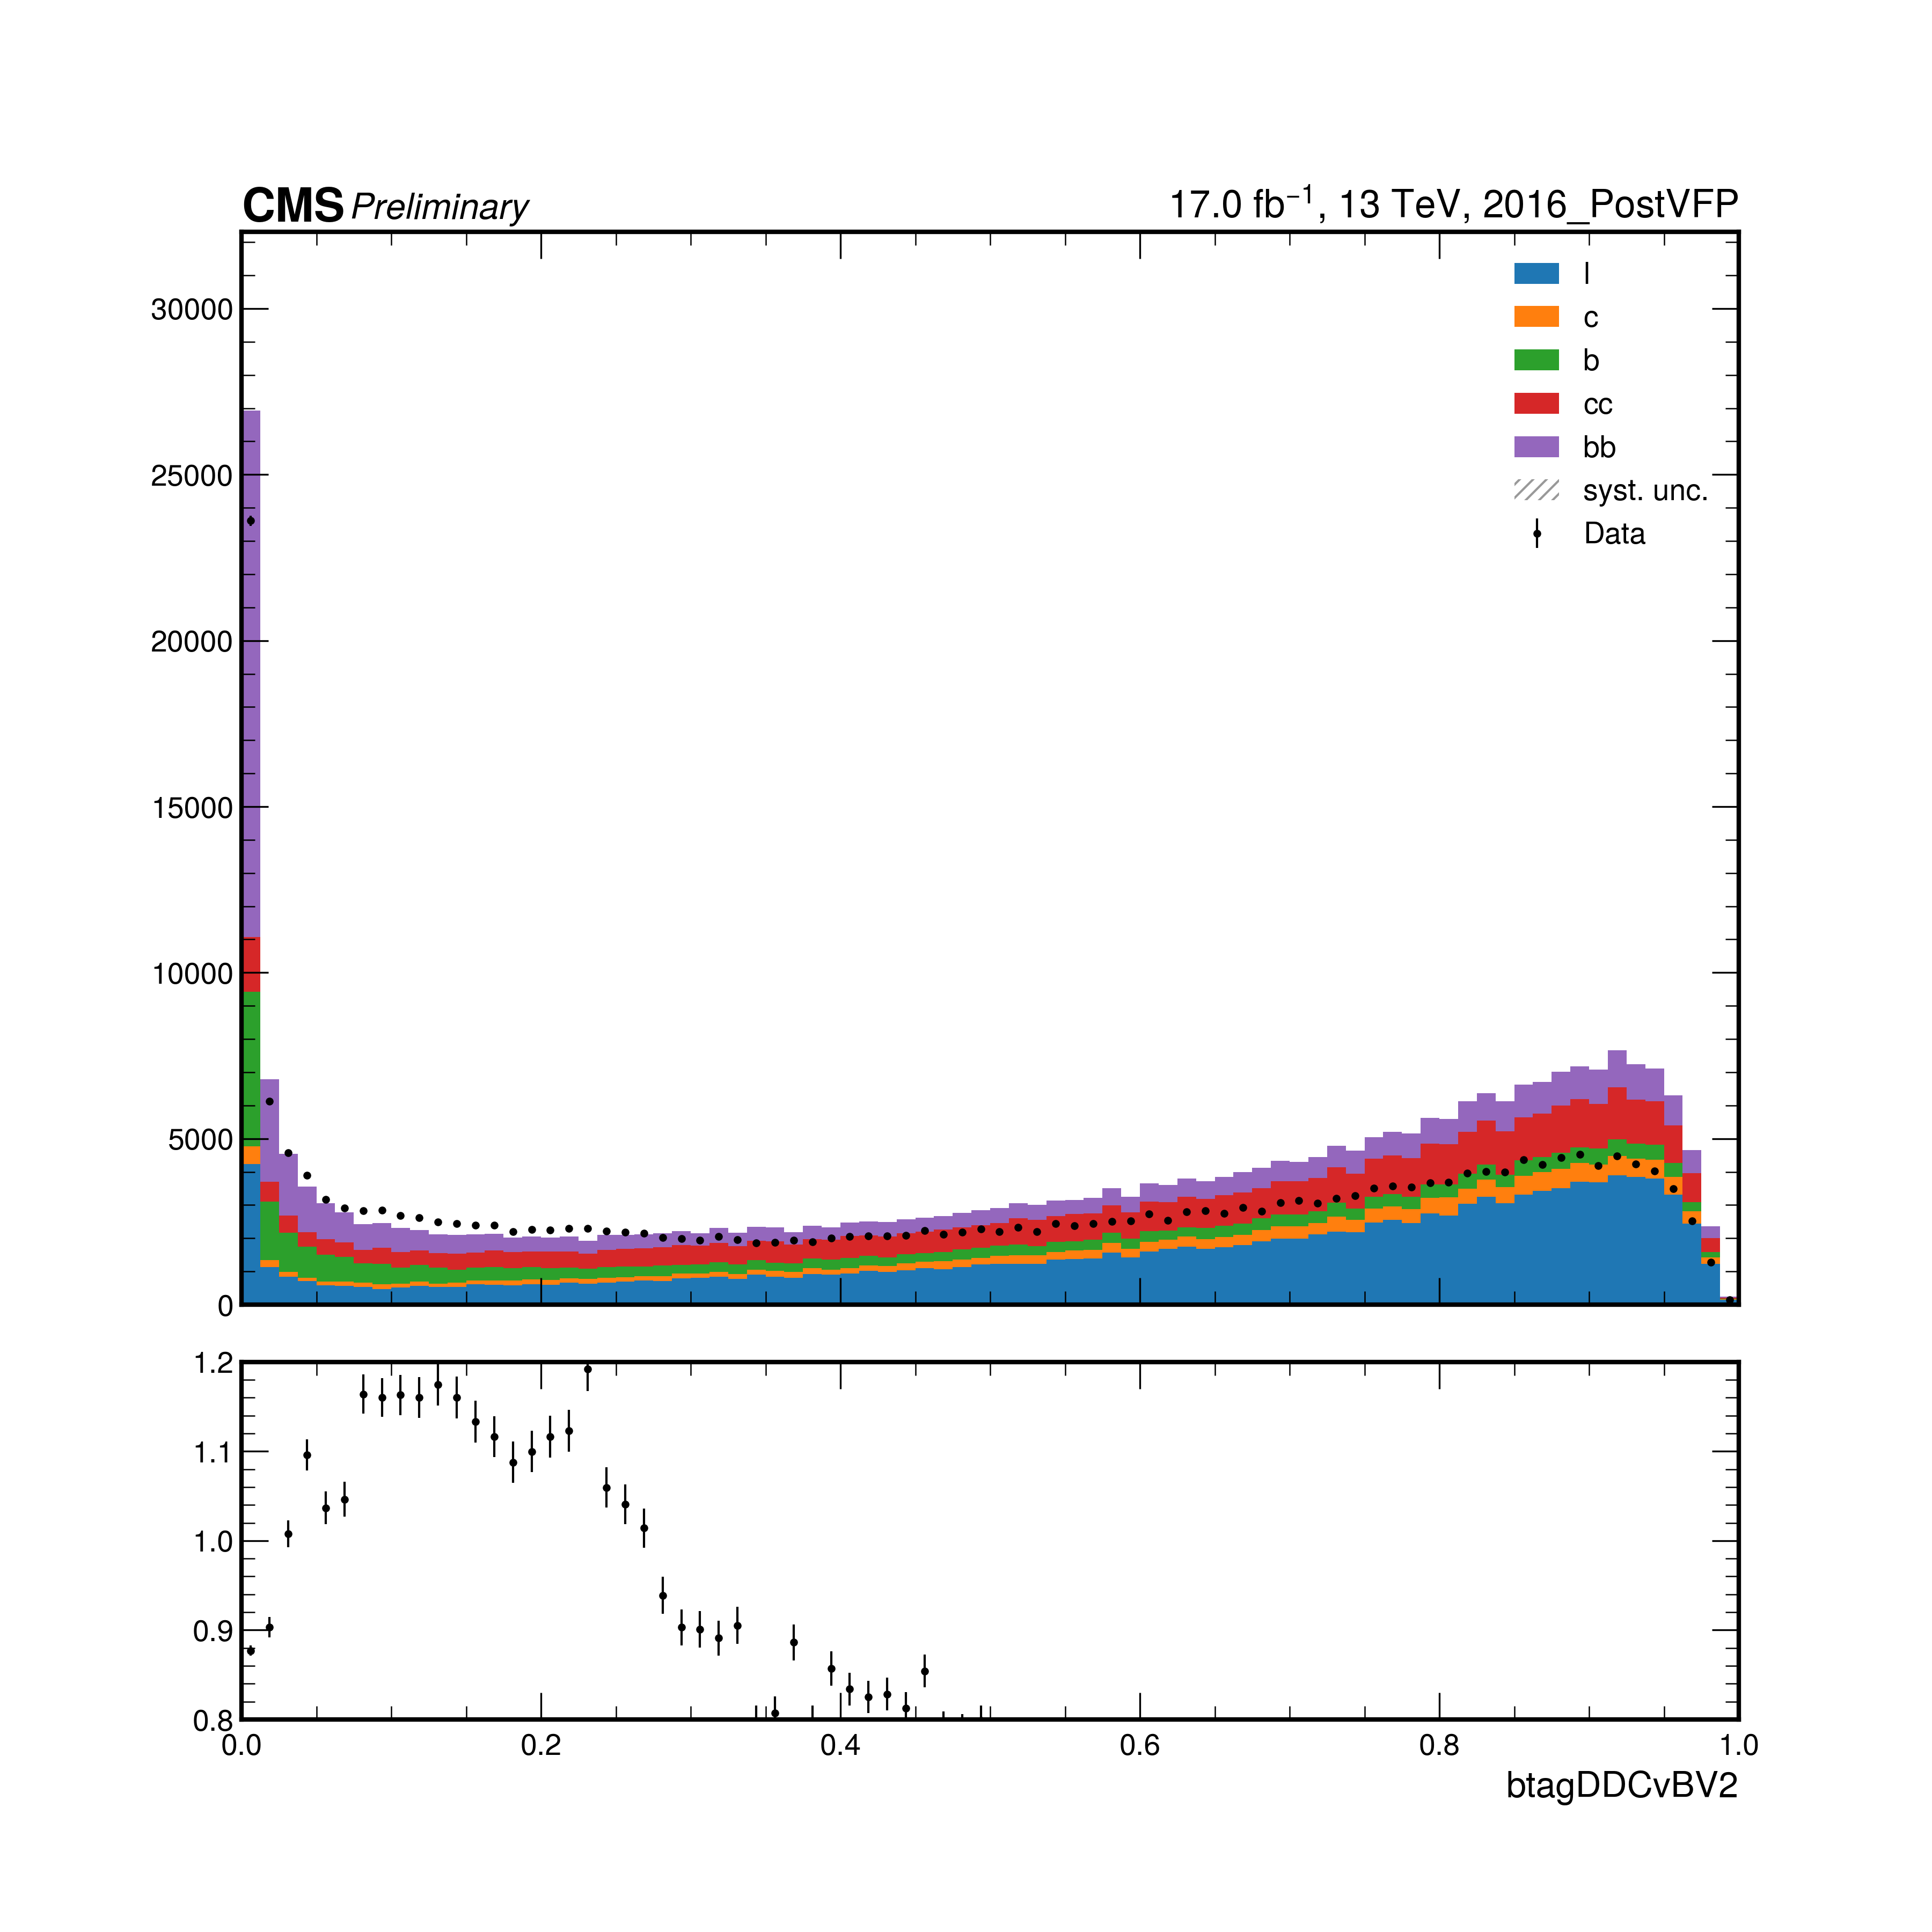 CMS Preliminary
17.0 fb⁻¹, 13 TeV, 2016_PostVFP
30000
25000
20000
15000
10000
5000
0
l
c
b
cc
bb
syst. unc.
Data
1.2
1.1
1.0
0.9
0.8
0.0 0.2 0.4 0.6 0.8 1.0
btagDDCvBV2